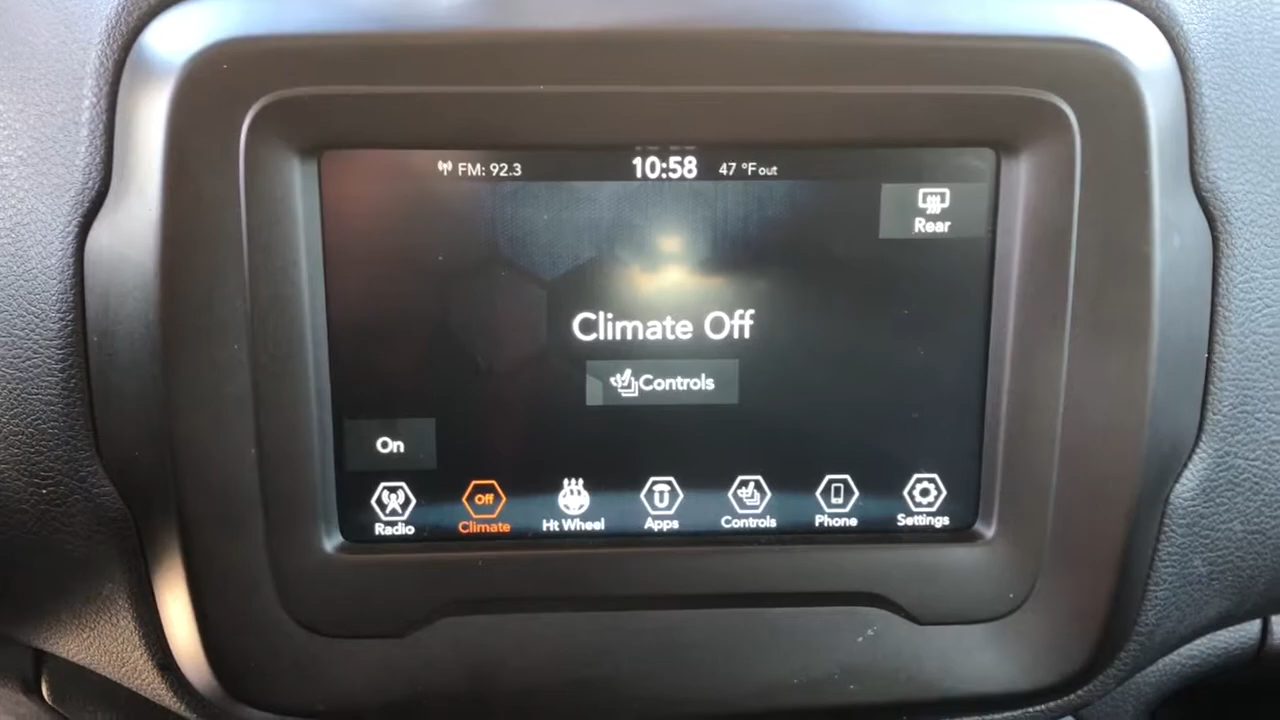 FM: 92.3 10:58 47 °F out
Rear
Climate Off
Controls
On
Off
Radio Climate Ht Wheel Apps Controls Phone Settings